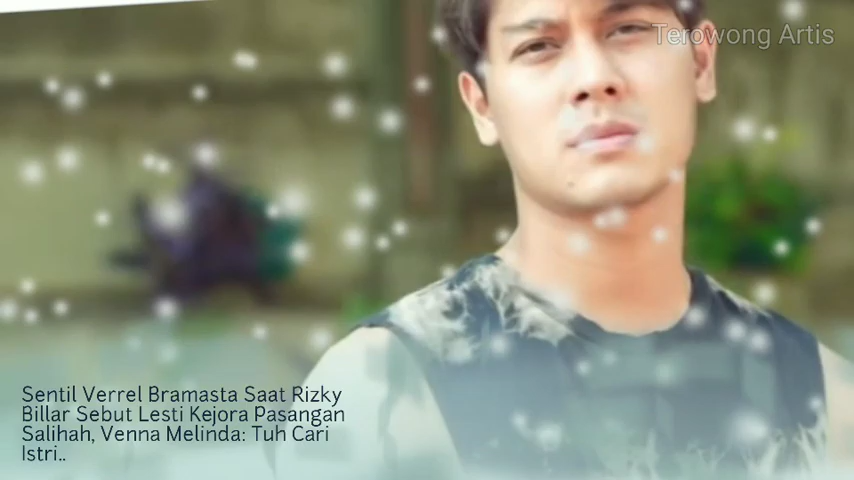 Terowong Artis
Sentil Verrel Bramasta Saat Rizky
Billar Sebut Lesti Kejora Pasangan
Salihah, Venna Melinda: Tuh Cari
Istri..